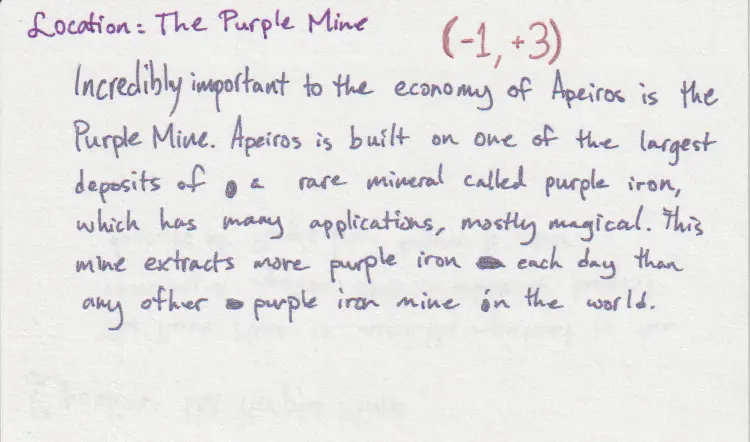 Location: The Purple Mine
(-1, +3)
Incredibly important to the economy of Apeiros is the
Purple Mine. Apeiros is built on one of the largest
deposits of a rare mineral called purple iron,
which has many applications, mostly magical. This
mine extracts more purple iron each day than
any other purple iron mine in the world.